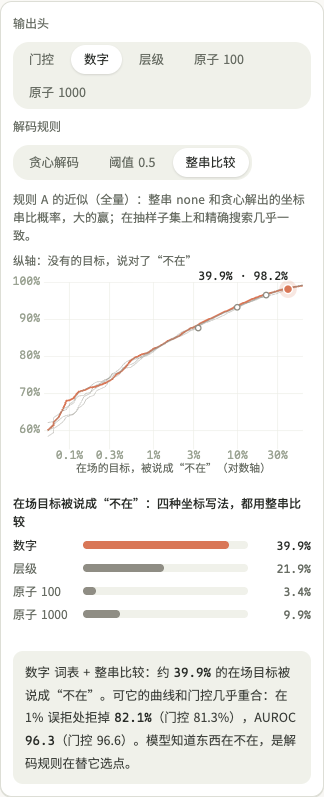 输出头
门控 数字 层级 原子 100
原子 1000
解码规则
贪心解码 阈值 0.5 整串比较
规则 A 的近似（全量）：整串 none 和贪心解出的坐标
串比概率，大的赢；在抽样子集上和精确搜索几乎一
致。
纵轴：没有的目标，说对了“不在”
39.9% · 98.2%
100%
90%
80%
70%
60%
0.1% 0.3% 1% 3% 10% 30%
在场的目标，被说成“不在”（对数轴）
在场目标被说成“不在”：四种坐标写法，都用整串比
较
数字 39.9%
层级 21.9%
原子 100 3.4%
原子 1000 9.9%
数字 词表 + 整串比较：约 39.9% 的在场目标被
说成“不在”。可它的曲线和门控几乎重合：在
1% 误拒处拒掉 82.1%（门控 81.3%），AUROC
96.3（门控 96.6）。模型知道东西在不在，是解
码规则在替它选点。